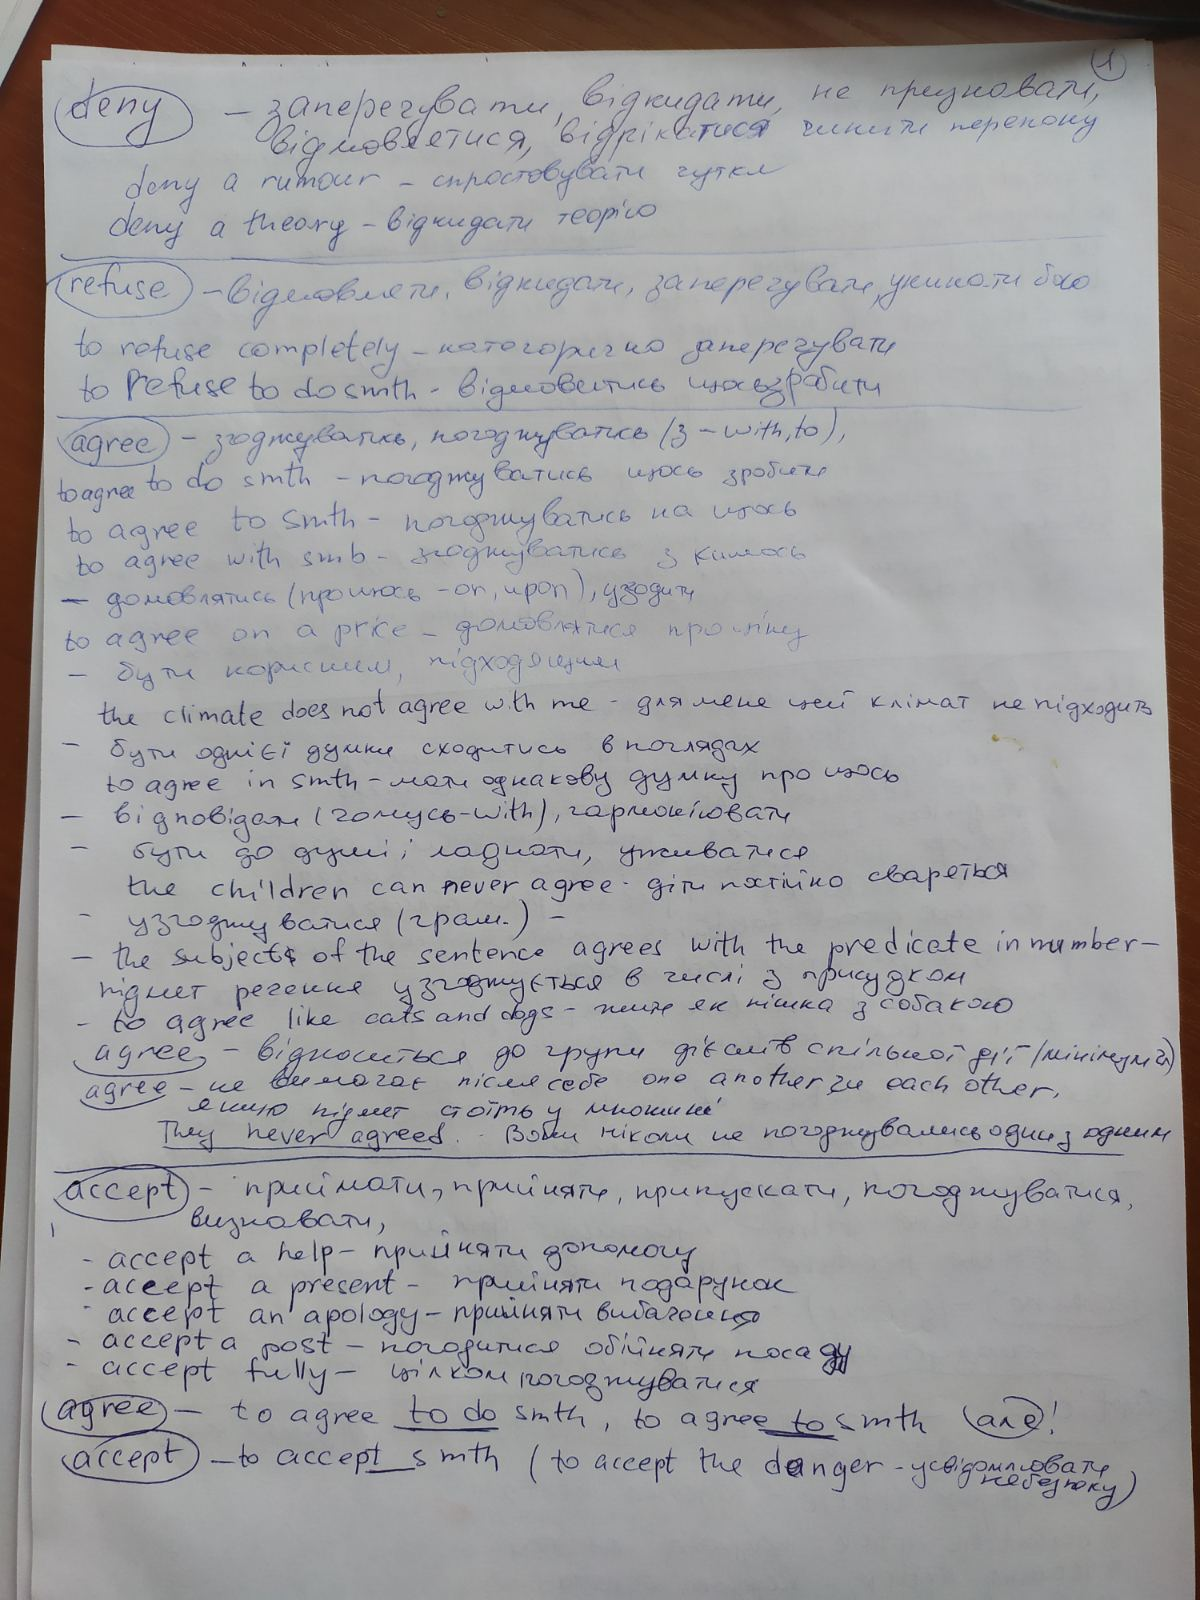 1
deny – заперечувати, відкидати, не признавати,
відмовлятися, відрікатися чинити перепону
deny a rumour – спростовувати чутки
deny a theory – відкидати теорію
refuse – відмовляти, відкидати, заперечувати, уникати
to refuse completely – категорично заперечувати
to refuse to do smth - відмовитись щось зробити
agree – згоджуватись, погоджуватись (з – with, to),
to agree to do smth – погоджуватись щось зробити
to agree to smth – погоджуватись на щось
to agree with smb – згоджуватись з кимось
– домовлятись (про щось – on, upon), узгодити
to agree on a price – домовлятися про ціну
– бути корисним, підходящим
the climate does not agree with me - для мене цей клімат не підходить
– бути однієї думки сходитись в поглядах
to agree in smth – мати однакову думку про щось
– відповідати (чомусь – with), гармоніювати
– бути до душі; ладнати, уживатися
the children can never agree - діти постійно сваряться
– узгоджуватися (грам.) –
– the subjects of the sentence agrees with the predicate in number –
підмет речення узгоджується в числі з присудком
- to agree like cats and dogs – жити як кішка з собакою
agree – відноситься до групи дієслів спільної дії (мінімум 2)
agree – не вимагає після себе one another чи each other,
якщо підмет стоїть у множині
They never agreed. - Вони ніколи не погоджувались один з одним
accept – приймати, прийняти, припускати, погоджуватися,
визнавати,
- accept a help – прийняти допомогу
- accept a present – прийняти подарунок
- accept an apology – прийняти вибачення
- accept a post – погодитися обійняти посаду
- accept fully – цілком погоджуватися
agree – to agree to do smth, to agree to smth але!
accept – to accept smth (to accept the danger – усвідомлювати
небезпеку)